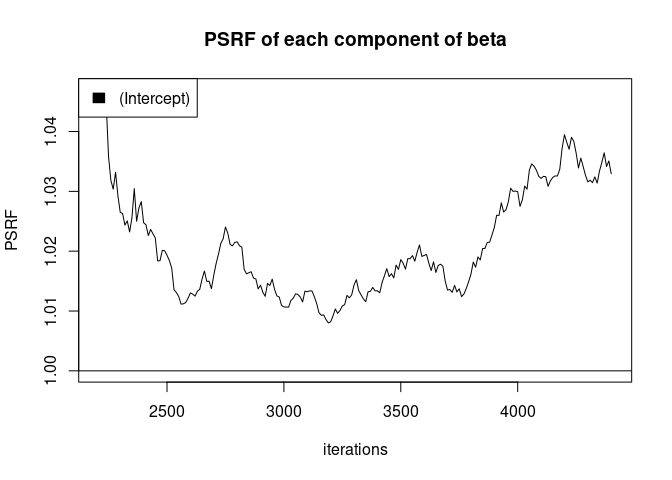 PSRF of each component of beta
(Intercept)
PSRF
1.04
1.03
1.02
1.01
1.00
2500 3000 3500 4000
iterations